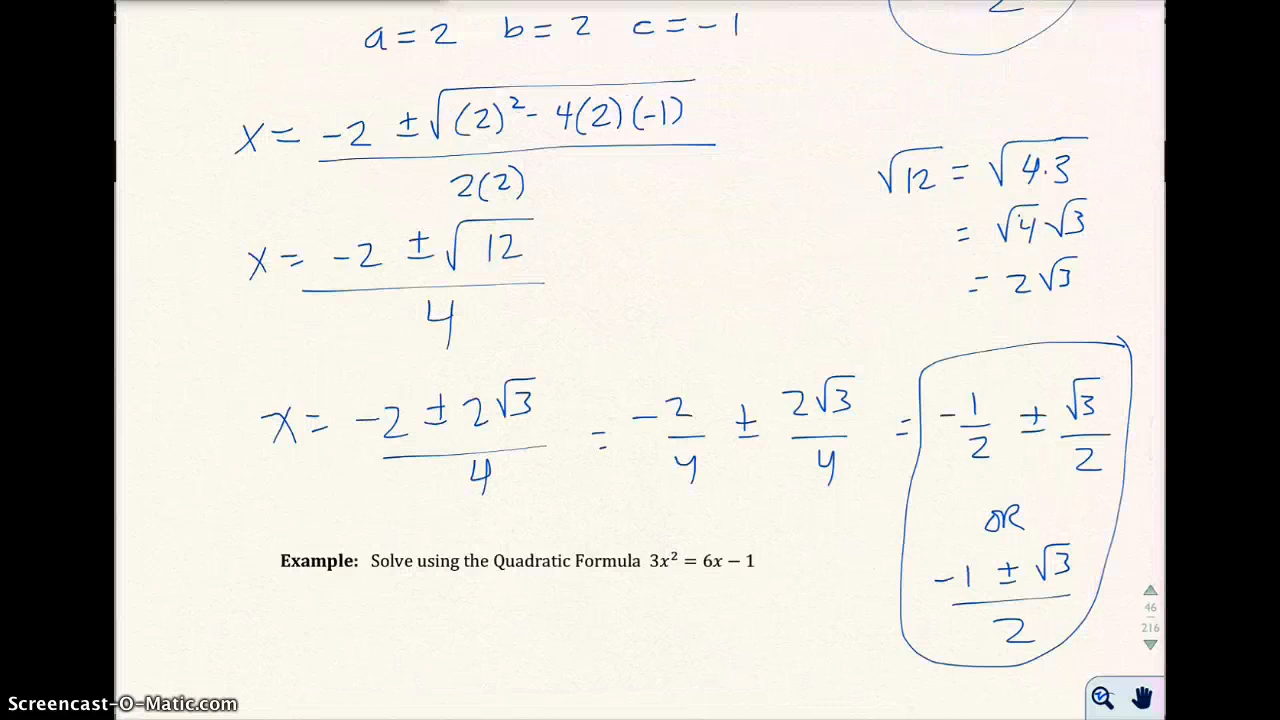 a = 2 b = 2 c = -1
2
x = -2 ± √(2)² - 4(2)(-1)
2(2)
√12 = √4·3
= √4 √3
= 2√3
x = -2 ± √12
4
x = -2 ± 2√3 / 4 = -2/4 ± 2√3/4 = -1/2 ± √3/2
OR
-1 ± √3
2
Example: Solve using the Quadratic Formula 3x² = 6x − 1
46
216
Screencast-O-Matic.com